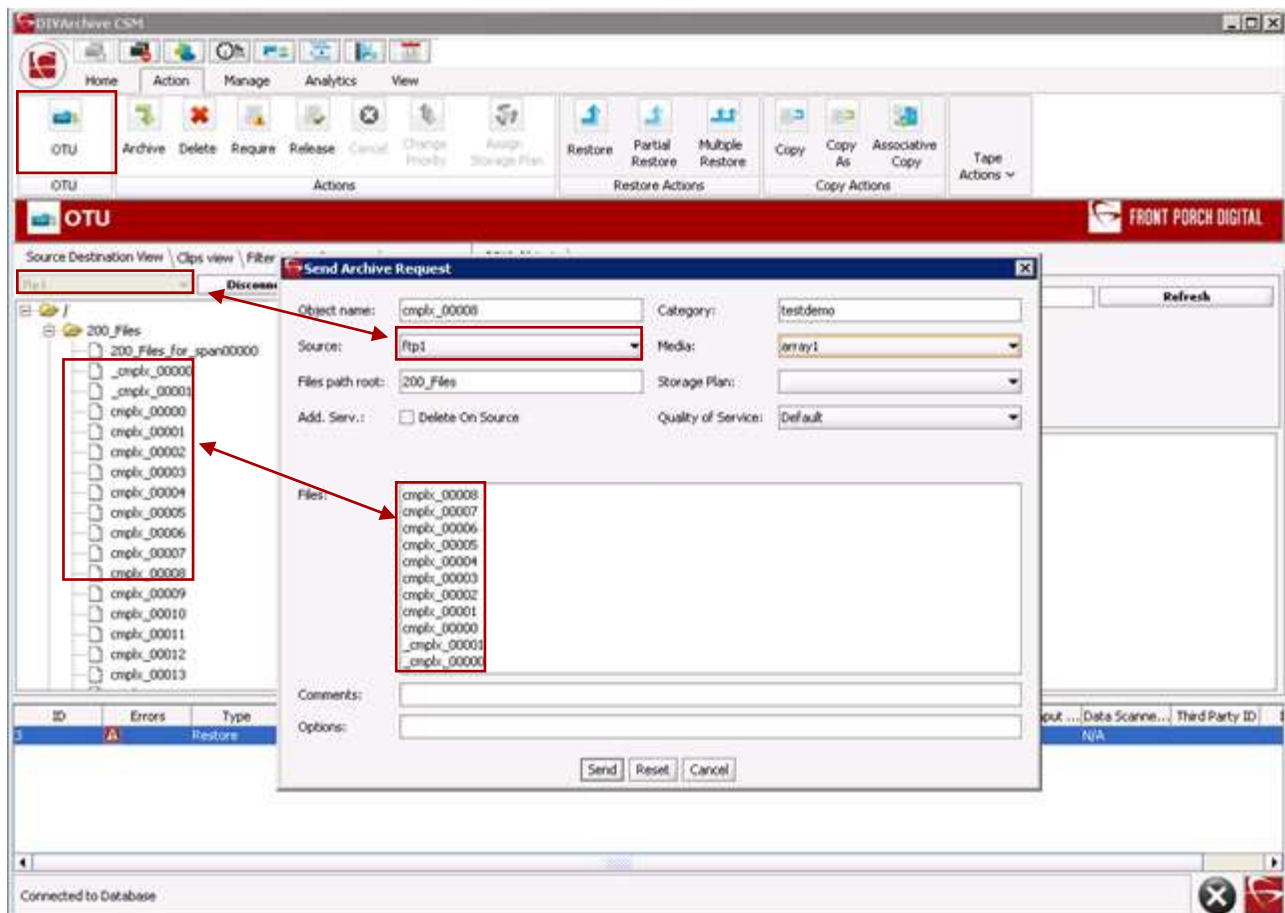 DIVArchive CSM
Home Action Manage Analytics View
OTU
Archive Delete Require Release Cancel Change Priority Assign Storage Plan
Restore Partial Restore Multiple Restore
Copy Copy As Associative Copy
Tape Actions
OTU Actions Restore Actions Copy Actions
OTU
FRONT PORCH DIGITAL
Source Destination View Clips view Filter
ftp1
Refresh
/
200_Files
200_Files_for_span00000
_cmplx_00000
_cmplx_00001
cmplx_00000
cmplx_00001
cmplx_00002
cmplx_00003
cmplx_00004
cmplx_00005
cmplx_00006
cmplx_00007
cmplx_00008
cmplx_00009
cmplx_00010
cmplx_00011
cmplx_00012
cmplx_00013
Send Archive Request
Object name: cmplx_00008 Category: testdemo
Source: ftp1 Media: array1
Files path root: 200_Files Storage Plan:
Add. Serv.: Delete On Source Quality of Service: Default
Files:
cmplx_00008
cmplx_00007
cmplx_00006
cmplx_00005
cmplx_00004
cmplx_00003
cmplx_00002
cmplx_00001
cmplx_00000
_cmplx_00001
_cmplx_00000
Comments:
Options:
Send Reset Cancel
ID Errors Type put ... Data Scanne... Third Party ID
3 Restore N/A
Connected to Database